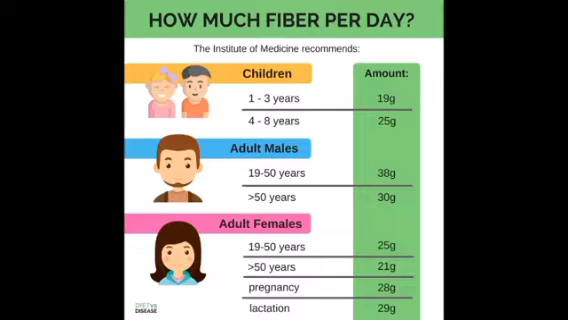 HOW MUCH FIBER PER DAY?
The Institute of Medicine recommends:
Children Amount:
1 - 3 years 19g
4 - 8 years 25g
Adult Males
19-50 years 38g
>50 years 30g
Adult Females
19-50 years 25g
>50 years 21g
pregnancy 28g
lactation 29g
DIET vs
DISEASE